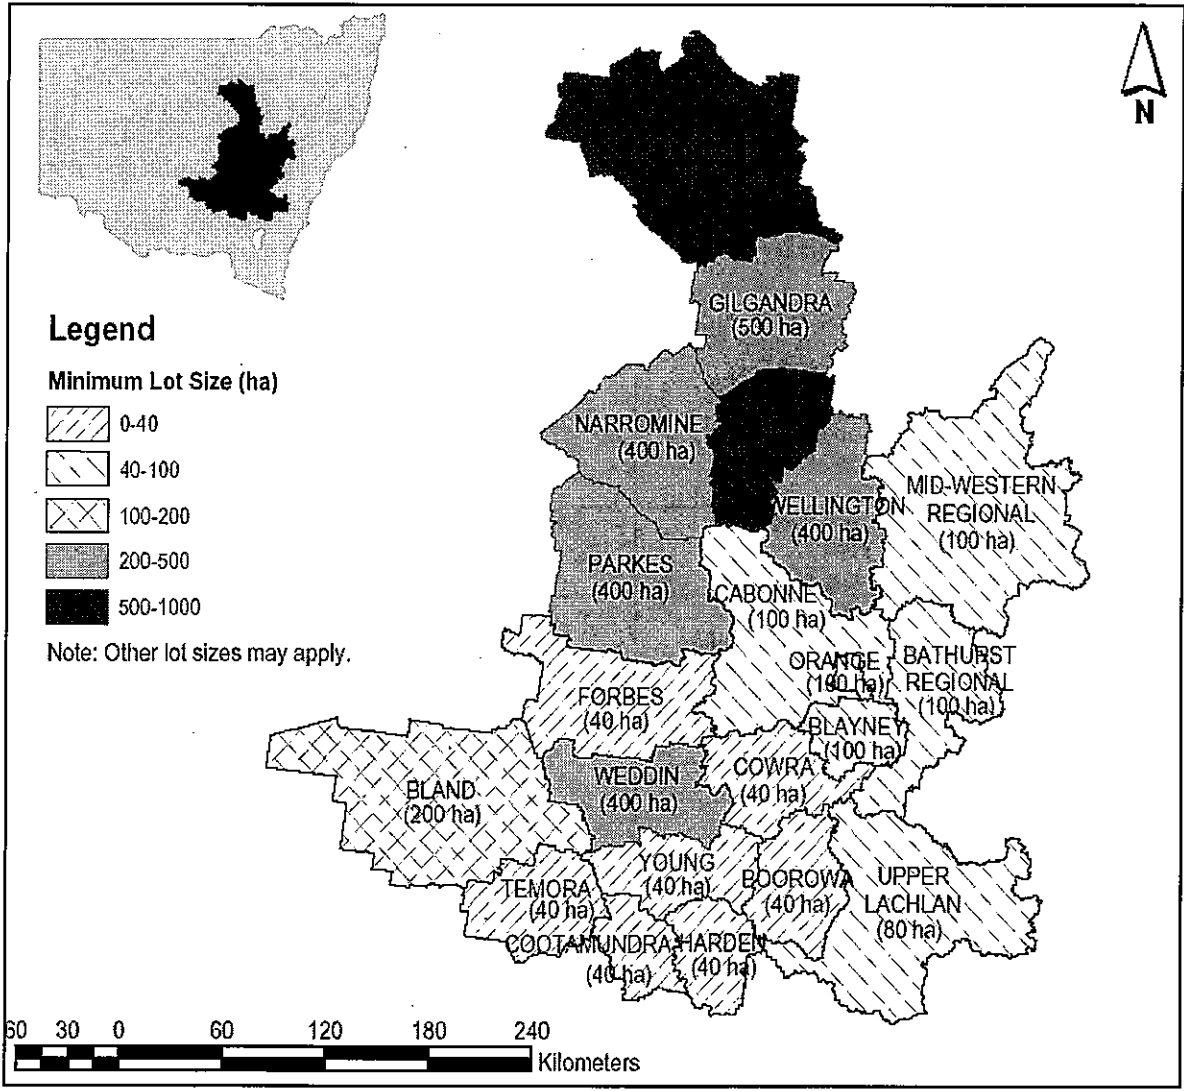 N
GILGANDRA
(500 ha)
Legend
Minimum Lot Size (ha)
0-40
40-100
100-200
200-500
500-1000
Note: Other lot sizes may apply.
NARROMINE
(400 ha)
MID-WESTERN
REGIONAL
(100 ha)
WELLINGTON
(400 ha)
PARKES
(400 ha)
CABONNE
(100 ha)
ORANGE
(100 ha)
BATHURST
REGIONAL
(100 ha)
FORBES
(40 ha)
BLAYNEY
(100 ha)
WEDDIN
(400 ha)
COWRA
(40 ha)
BLAND
(200 ha)
YOUNG
(40 ha)
BOOROWA
(40 ha)
UPPER
LACHLAN
(80 ha)
TEMORA
(40 ha)
COOTAMUNDRA
(40 ha)
HARDEN
(40 ha)
60 30 0 60 120 180 240
Kilometers